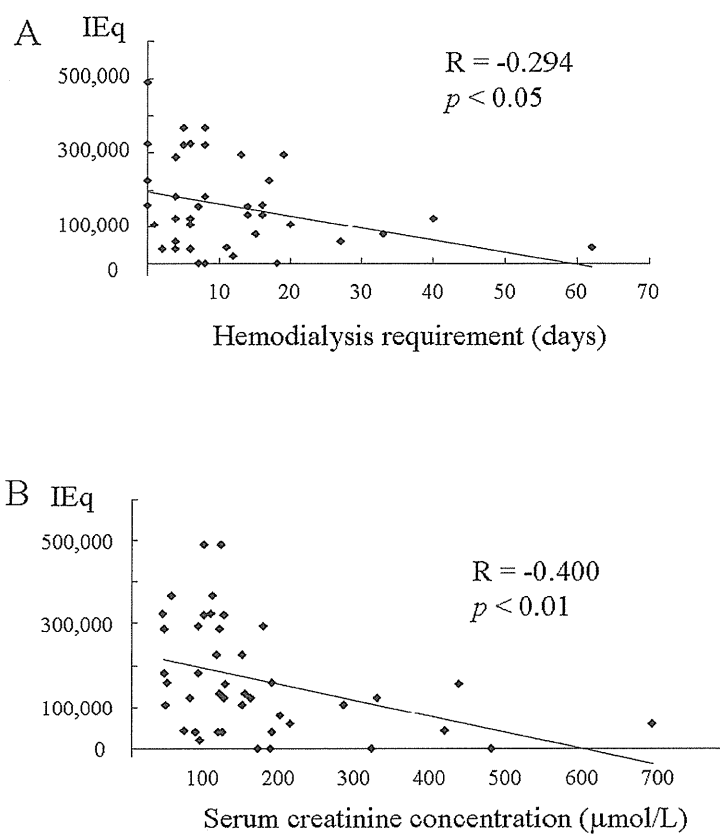 A IEq
R = -0.294
p < 0.05
500,000
300,000
100,000
0
10 20 30 40 50 60 70
Hemodialysis requirement (days)
B IEq
R = -0.400
p < 0.01
500,000
300,000
100,000
0
100 200 300 400 500 600 700
Serum creatinine concentration (μmol/L)